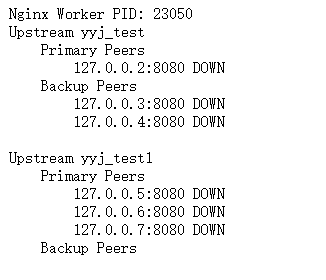 Nginx Worker PID: 23050
Upstream yyj_test
    Primary Peers
        127.0.0.2:8080 DOWN
    Backup Peers
        127.0.0.3:8080 DOWN
        127.0.0.4:8080 DOWN

Upstream yyj_test1
    Primary Peers
        127.0.0.5:8080 DOWN
        127.0.0.6:8080 DOWN
        127.0.0.7:8080 DOWN
    Backup Peers